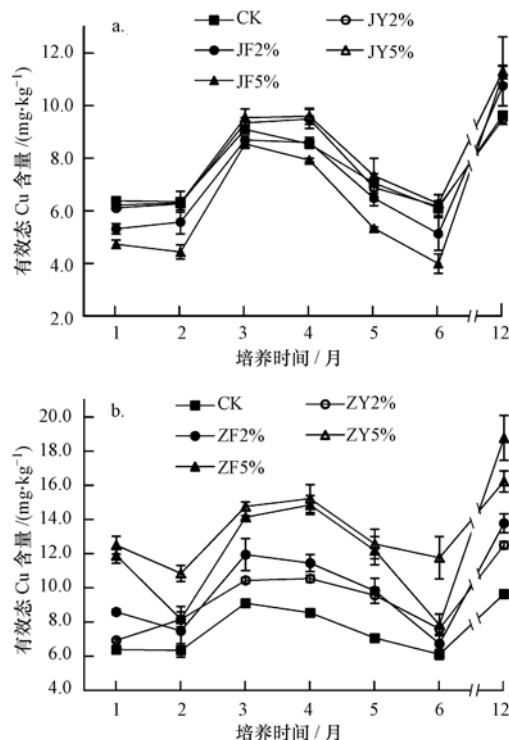 a.
CK
JY2%
JF2%
JY5%
JF5%
12.0
10.0
8.0
6.0
4.0
2.0
有效态 Cu 含量 /(mg·kg⁻¹)
1 2 3 4 5 6 12
培养时间 / 月
b.
CK
ZY2%
ZF2%
ZY5%
ZF5%
20.0
18.0
16.0
14.0
12.0
10.0
8.0
6.0
4.0
有效态 Cu 含量 /(mg·kg⁻¹)
1 2 3 4 5 6 12
培养时间 / 月